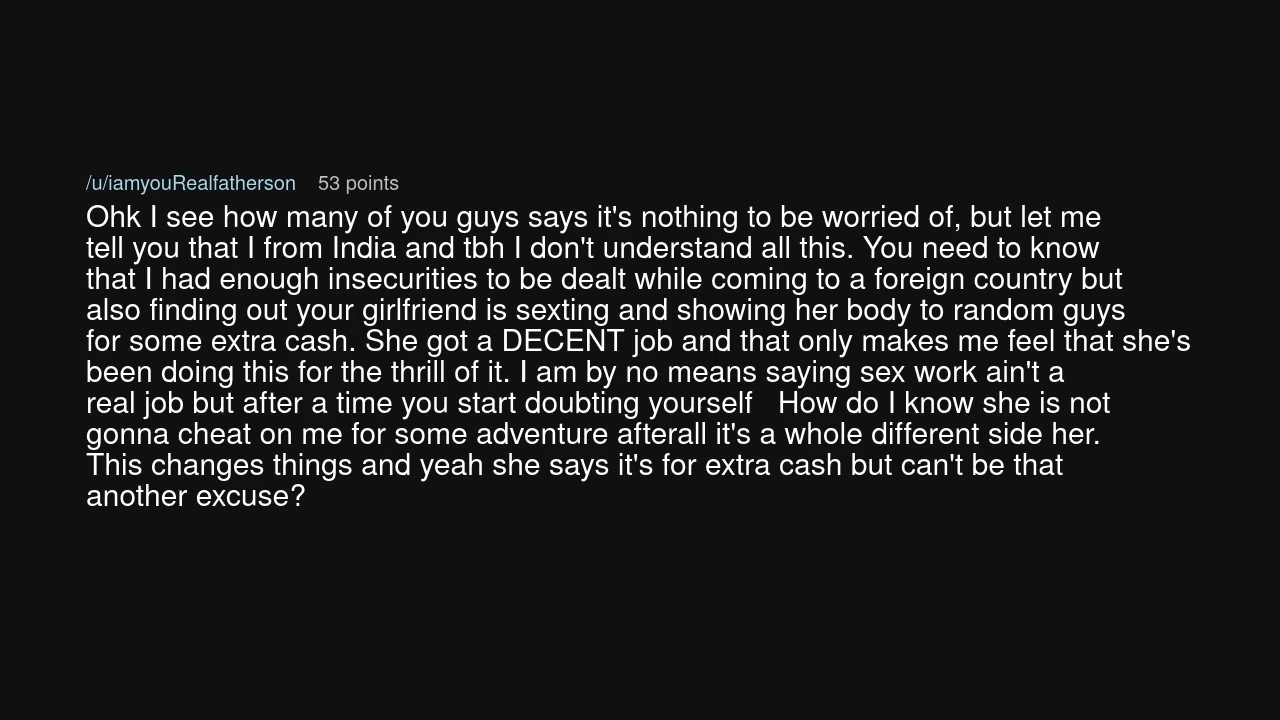 /u/iamyouRealfatherson 53 points
Ohk I see how many of you guys says it's nothing to be worried of, but let me
tell you that I from India and tbh I don't understand all this. You need to know
that I had enough insecurities to be dealt while coming to a foreign country but
also finding out your girlfriend is sexting and showing her body to random guys
for some extra cash. She got a DECENT job and that only makes me feel that she's
been doing this for the thrill of it. I am by no means saying sex work ain't a
real job but after a time you start doubting yourself   How do I know she is not
gonna cheat on me for some adventure afterall it's a whole different side her.
This changes things and yeah she says it's for extra cash but can't be that
another excuse?